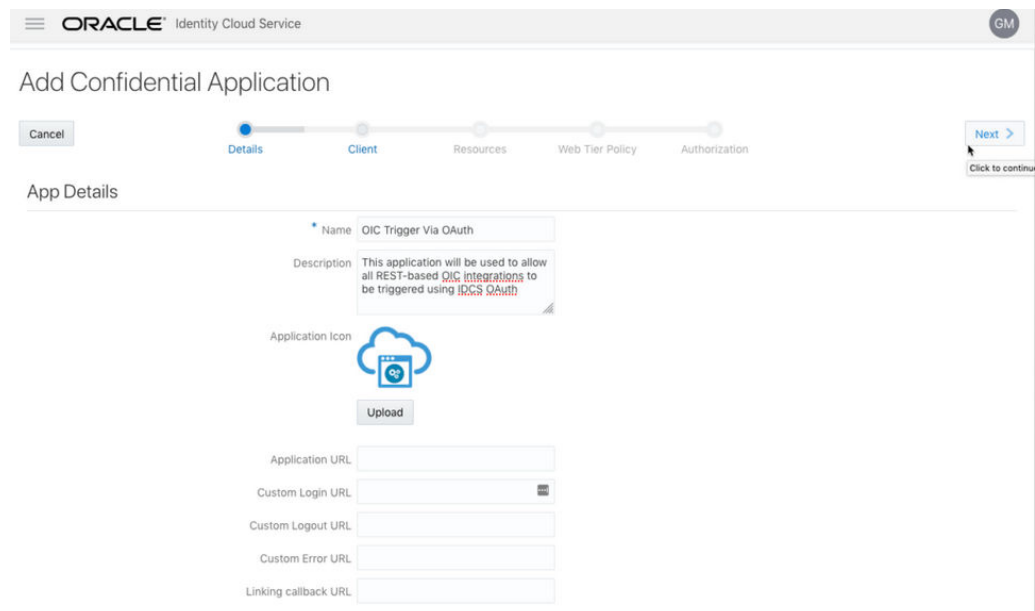 ORACLE® Identity Cloud Service
GM
Add Confidential Application
Cancel
Details
Client
Resources
Web Tier Policy
Authorization
Next >
Click to continue
App Details
* Name OIC Trigger Via OAuth
Description This application will be used to allow
all REST-based OIC integrations to
be triggered using IDCS OAuth
Application Icon
Upload
Application URL
Custom Login URL
Custom Logout URL
Custom Error URL
Linking callback URL